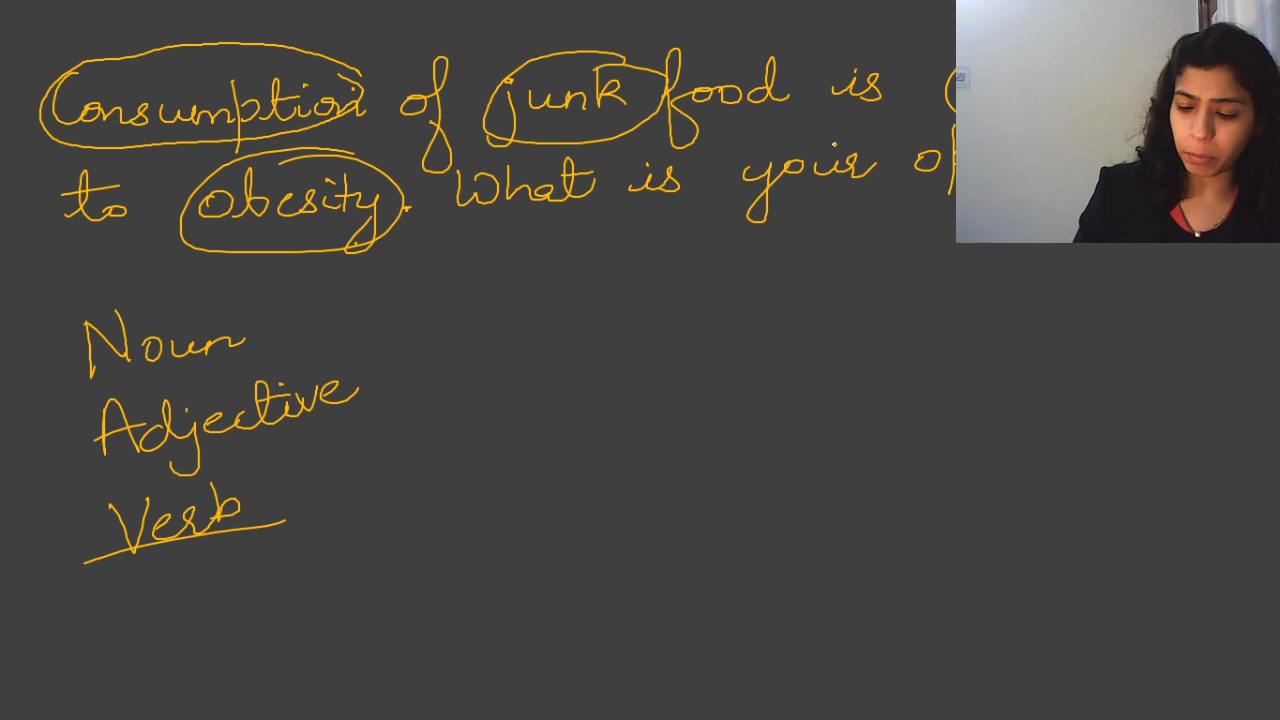 Consumption of junk food is
to obesity. What is your
Noun
Adjective
Verb